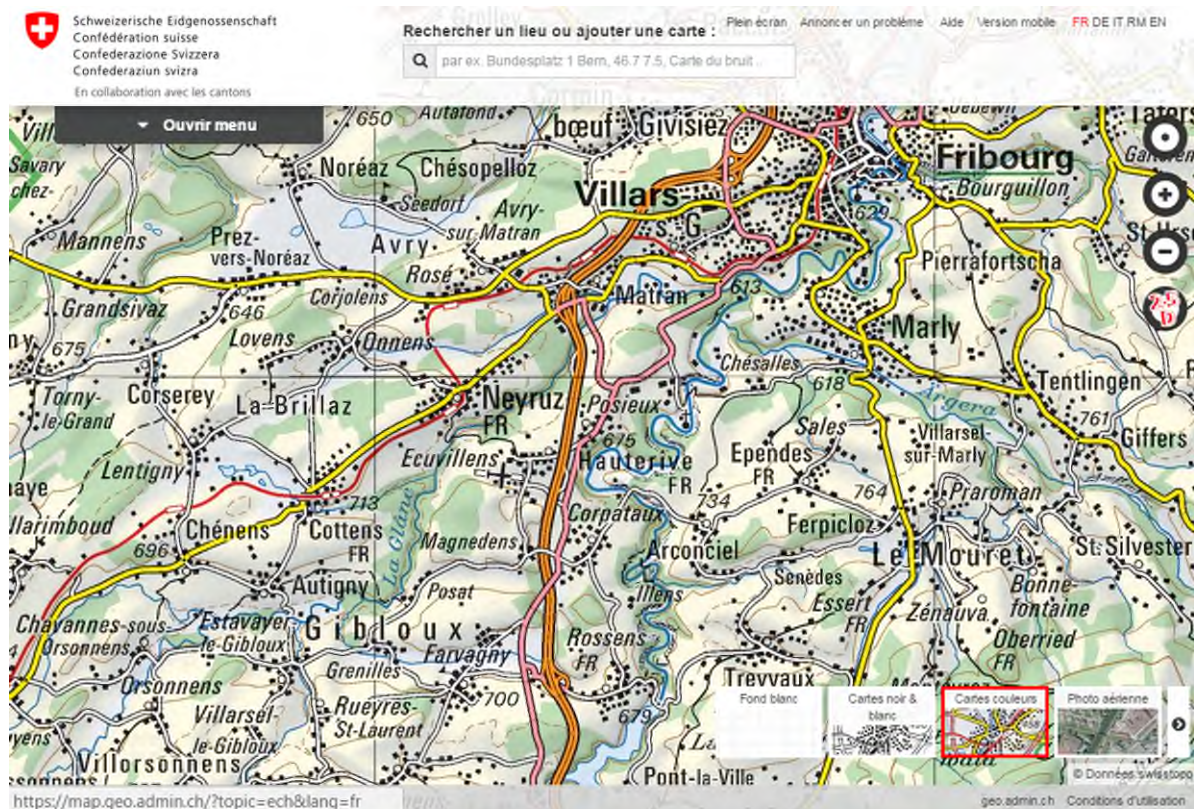 Schweizerische Eidgenossenschaft
Confédération suisse
Confederazione Svizzera
Confederaziun svizra
En collaboration avec les cantons
Rechercher un lieu ou ajouter une carte :
par ex. Bundesplatz 1 Bern, 46.7 7.5, Carte du bruit ...
Plein écran Annoncer un problème Aide Version mobile FR DE IT RM EN
Ouvrir menu
650
Autafond
bœuf
Givisiez
Noréaz
Chésopelloz
Fribourg
Bourguillon
Savary
chez-
Seedorf
Villars-
s G
629
Mannens
Prez-
vers-Noréaz
Avry-
sur-Matran
Avry
Rosé
Pierrafortscha
Grandsivaz
646
Corjolens
Matran
613
Lovens
Onnens
Marly
675
Chésalles
618
Torny-
le-Grand
Corserey
La-Brillaz
Neyruz
FR
Posieux
Tentlingen
Argera
761
Giffers
Sales
Villarsel-
sur-Marly
675
Lentigny
Ecuvillens
Hauterive
FR
Ependes
FR
734
764
Praroman
713
Chénens
Cottens
FR
La Glâne
Corpataux
Ferpicloz
696
Magnedens
Arconciel
Le Mouret
St. Silvester
Autigny
Posat
Illens
Senèdes
Bonne-
fontaine
Essert
FR
Zénauva
Chavannes-sous-
Orsonnens
Estavayer
le-Gibloux
Gibloux
Rossens
FR
Oberried
FR
Grenilles
Farvagny
Orsonnens
700
Treyvaux
Villarsel-
le-Gibloux
Rueyres-
St-Laurent
679
Villorsonnens
Pont-la-Ville
Fond blanc
Cartes noir &
blanc
Cartes couleurs
Photo aérienne
© Données:swisstopo
https://map.geo.admin.ch/?topic=ech&lang=fr
geo.admin.ch Conditions d'utilisation